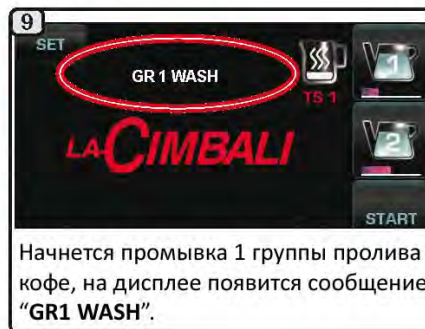 9
SET
GR 1 WASH
TS 1
1
LA CIMBALI
2
START
Начнется промывка 1 группы пролива
кофе, на дисплее появится сообщение
“GR1 WASH”.